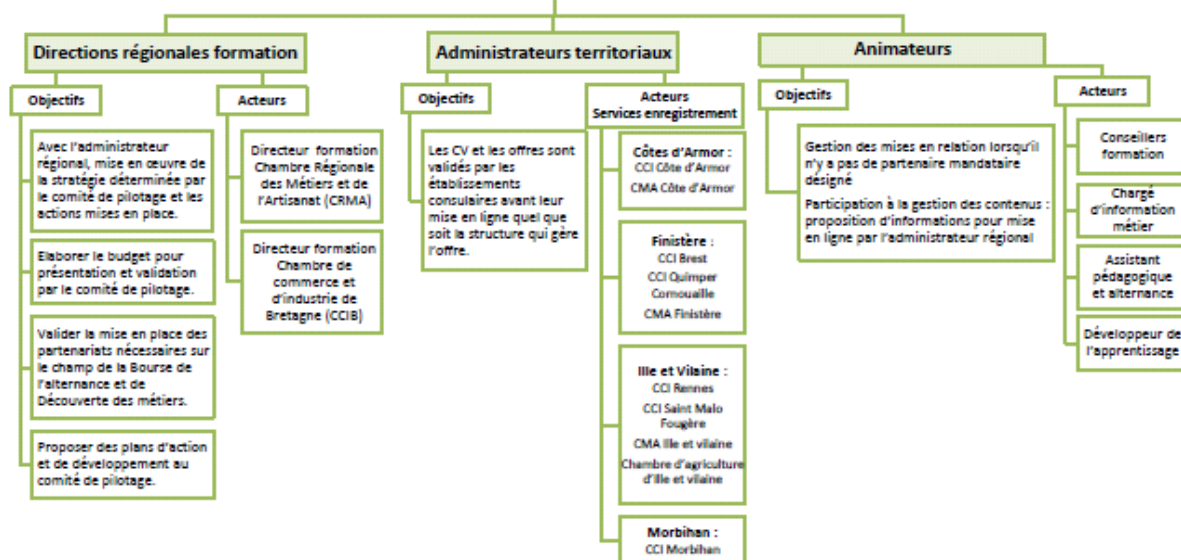 Directions régionales formation
Objectifs
Avec l'administrateur
régional, mise en œuvre de
la stratégie déterminée par
le comité de pilotage et les
actions mises en place.
Elaborer le budget pour
présentation et validation
par le comité de pilotage.
Valider la mise en place des
partenariats nécessaires sur
le champ de la Bourse de
l'alternance et de
Découverte des métiers.
Proposer des plans d'action
et de développement au
comité de pilotage.
Acteurs
Directeur formation
Chambre Régionale
des Métiers et de
l'Artisanat (CRMA)
Directeur formation
Chambre de
commerce et
d'industrie de
Bretagne (CCIB)
Administrateurs territoriaux
Objectifs
Les CV et les offres sont
validés par les
établissements
consulaires avant leur
mise en ligne quel que
soit la structure qui gère
l'offre.
Acteurs
Services enregistrement
Côtes d'Armor :
CCI Côte d'Armor
CMA Côte d'Armor
Finistère :
CCI Brest
CCI Quimper
Cornouaille
CMA Finistère
Ille et Vilaine :
CCI Rennes
CCI Saint Malo
Fougère
CMA Ille et vilaine
Chambre d'agriculture
d'Ille et vilaine
Morbihan :
CCI Morbihan
Animateurs
Objectifs
Gestion des mises en relation lorsqu'il
n'y a pas de partenaire mandataire
désigné
Participation à la gestion des contenus :
proposition d'informations pour mise
en ligne par l'administrateur régional
Acteurs
Conseillers
formation
Chargé
d'information
métier
Assistant
pédagogique
et alternance
Développeur de
l'apprentissage